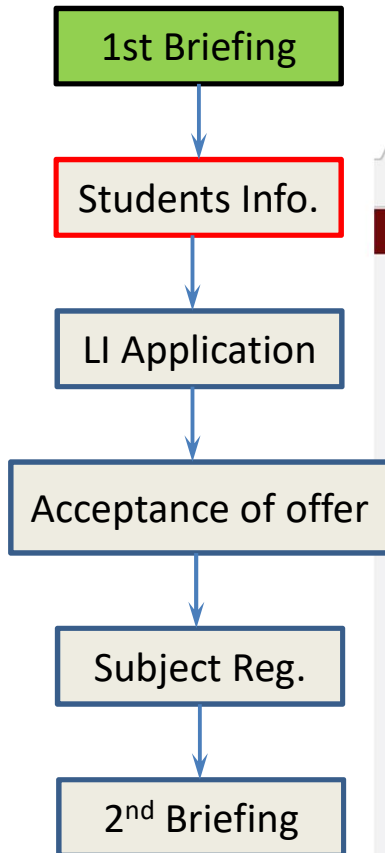 1st Briefing
Students Info.
LI Application
Acceptance of offer
Subject Reg.
2nd Briefing